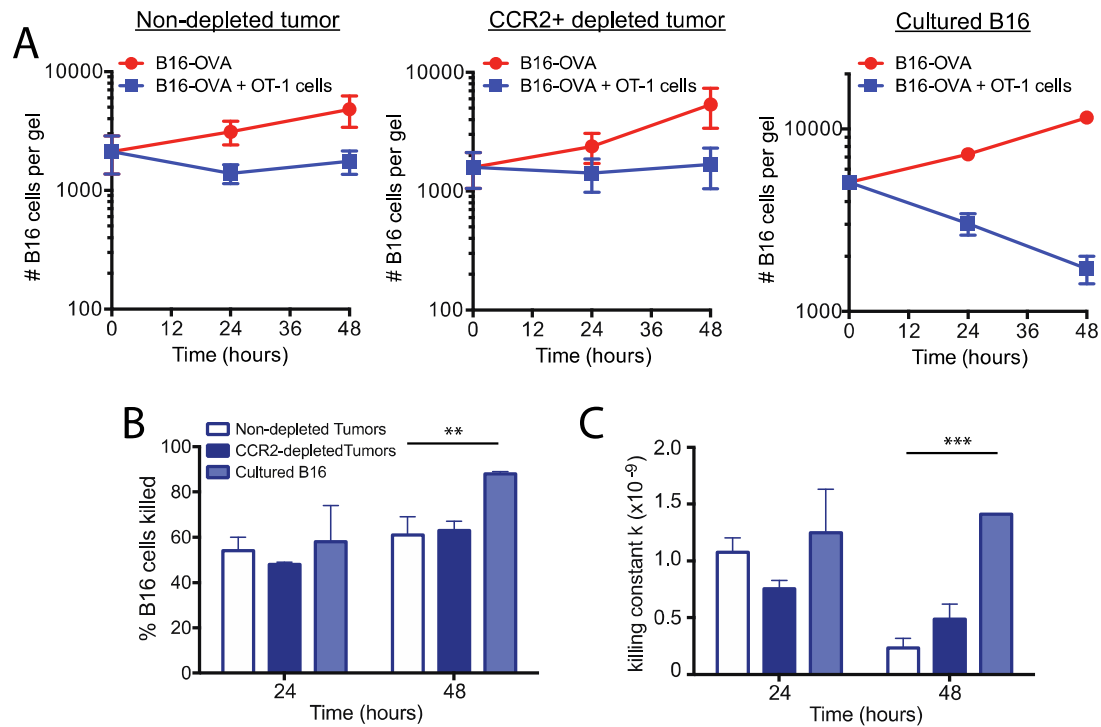 A
Non-depleted tumor
B16-OVA
B16-OVA + OT-1 cells
# B16 cells per gel
10000
1000
100
0 12 24 36 48
Time (hours)
CCR2+ depleted tumor
B16-OVA
B16-OVA + OT-1 cells
# B16 cells per gel
10000
1000
100
0 12 24 36 48
Time (hours)
Cultured B16
B16-OVA
B16-OVA + OT-1 cells
# B16 cells per gel
10000
1000
0 12 24 36 48
Time (hours)
B
Non-depleted Tumors
CCR2-depletedTumors
Cultured B16
**
% B16 cells killed
100
80
60
40
20
0
24 48
Time (hours)
C
***
killing constant k (x10⁻⁹)
2.0
1.5
1.0
0.5
0
24 48
Time (hours)